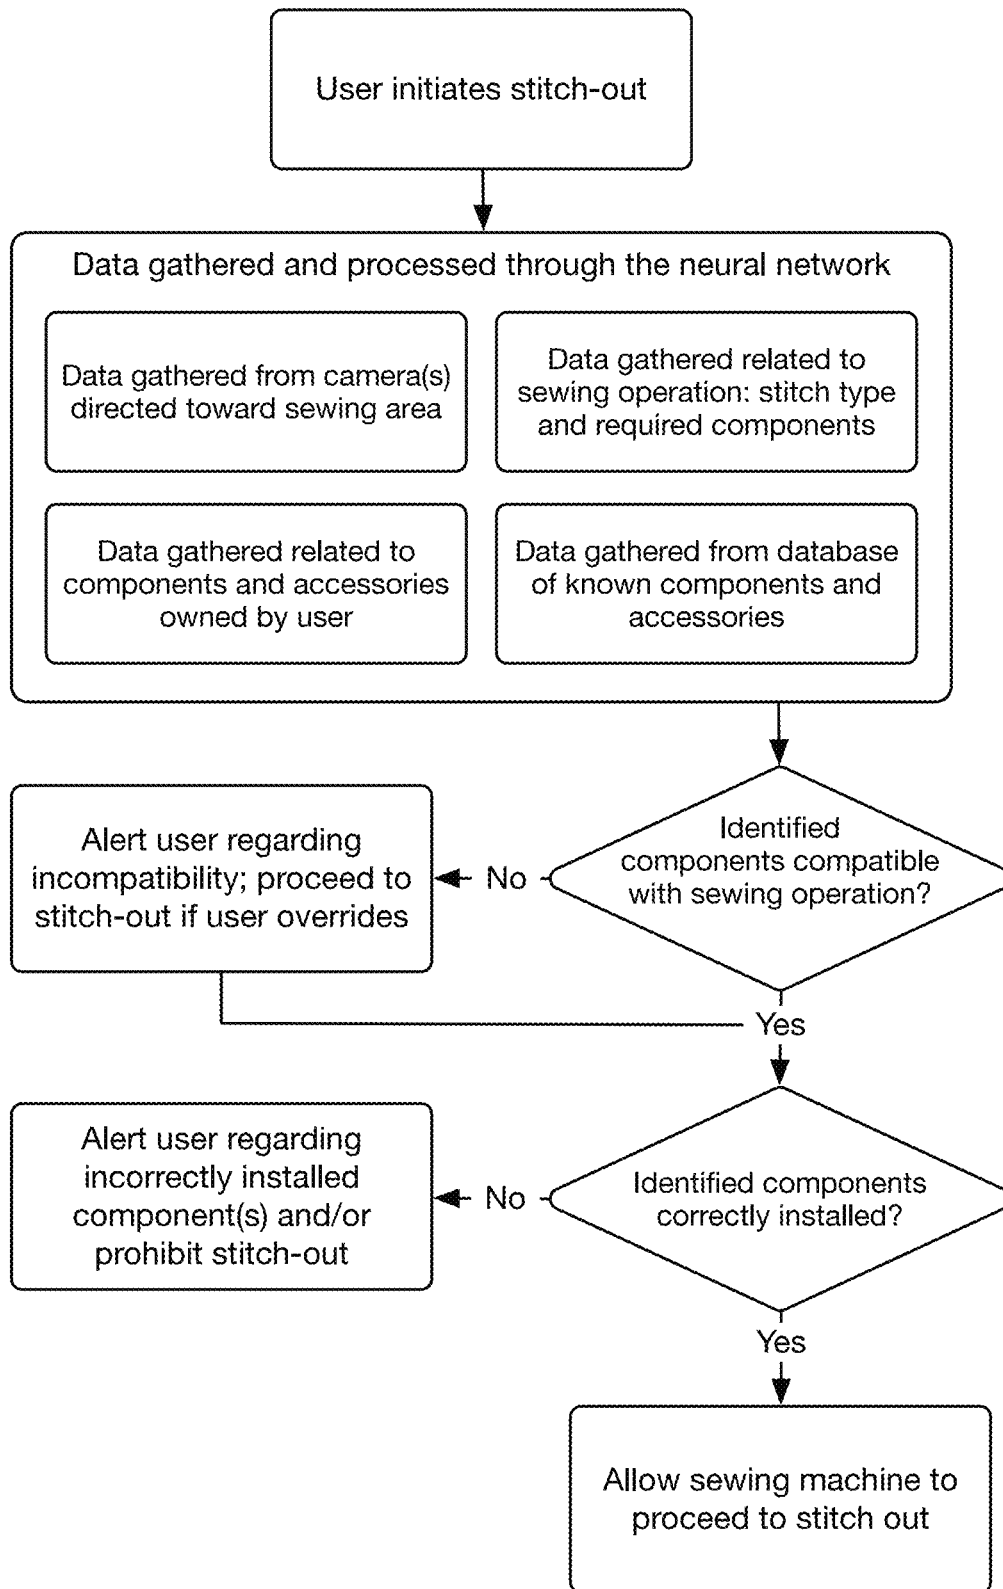 User initiates stitch-out
Data gathered and processed through the neural network
Data gathered from camera(s)
directed toward sewing area
Data gathered related to
sewing operation: stitch type
and required components
Data gathered related to
components and accessories
owned by user
Data gathered from database
of known components and
accessories
Identified
components compatible
with sewing operation?
No
Alert user regarding
incompatibility; proceed to
stitch-out if user overrides
Yes
Identified components
correctly installed?
No
Alert user regarding
incorrectly installed
component(s) and/or
prohibit stitch-out
Yes
Allow sewing machine to
proceed to stitch out